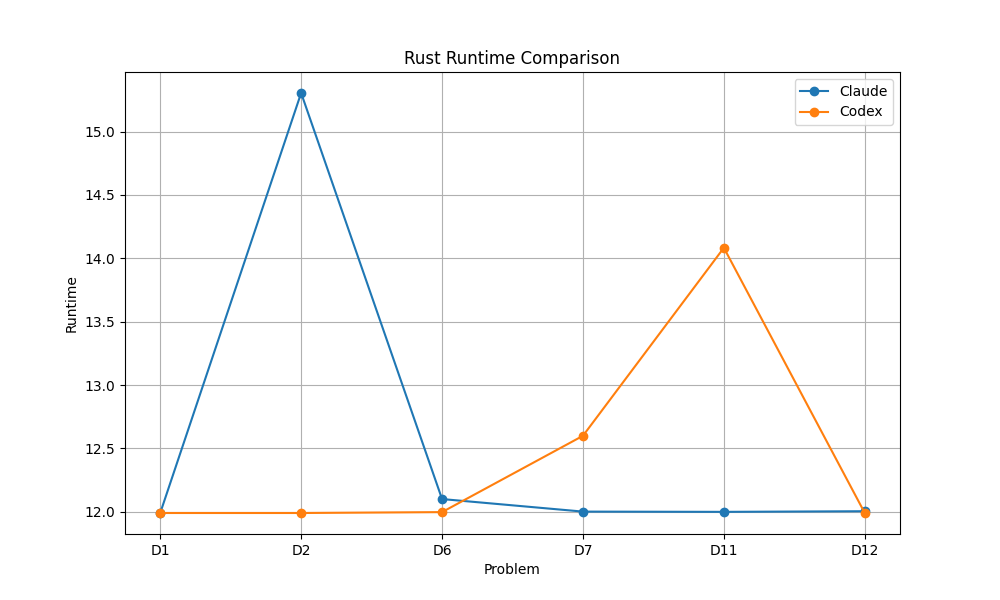 Rust Runtime Comparison
Claude
Codex
Runtime
15.0
14.5
14.0
13.5
13.0
12.5
12.0
D1 D2 D6 D7 D11 D12
Problem